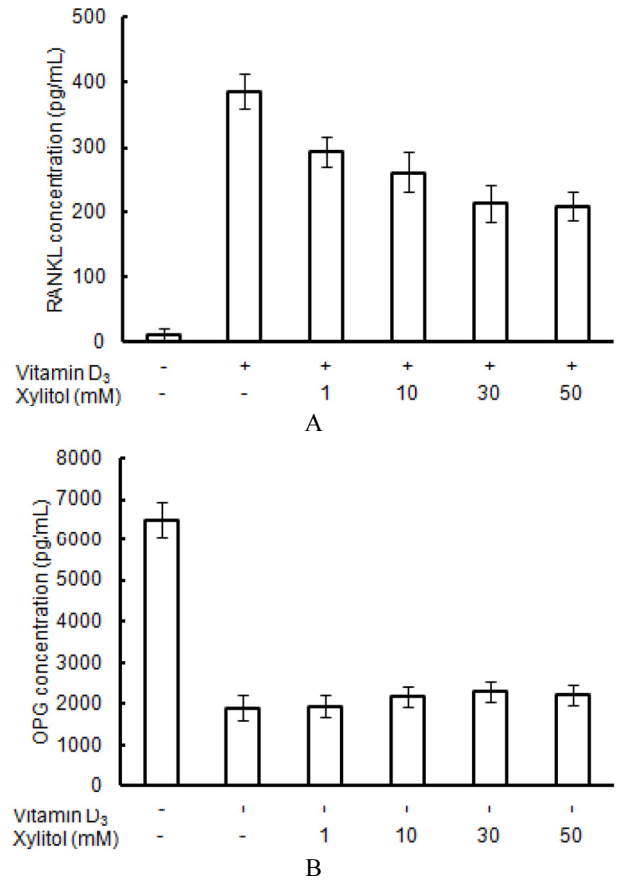 500
400
300
200
100
0
RANKL concentration (pg/mL)
Vitamin D3 - + + + + +
Xylitol (mM) - - 1 10 30 50
A
8000
7000
6000
5000
4000
3000
2000
1000
0
OPG concentration (pg/mL)
Vitamin D3 - + + + + +
Xylitol (mM) - - 1 10 30 50
B